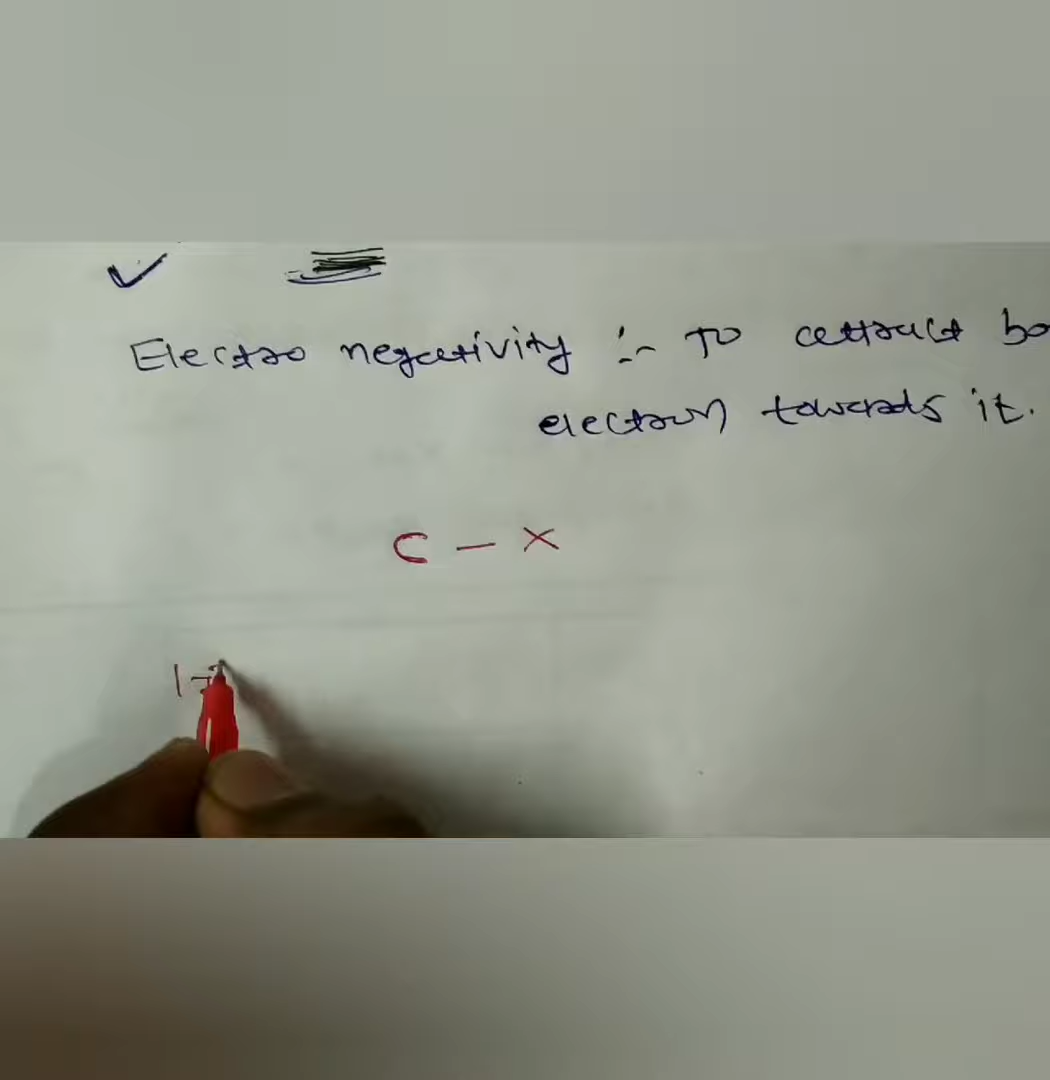 Electro negativity :- To attract bo
electron towards it.
C - X